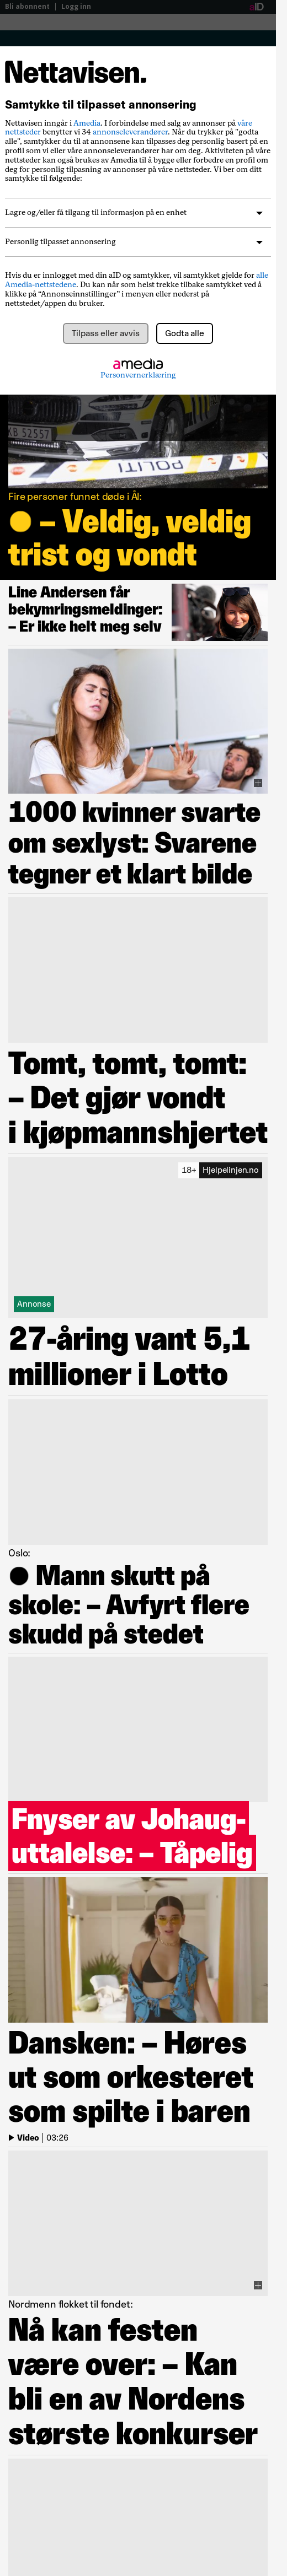 Bli abonnent | Logg inn
aID
Nettavisen.
Samtykke til tilpasset annonsering
Nettavisen inngår i Amedia. I forbindelse med salg av annonser på våre
nettsteder benytter vi 34 annonseleverandører. Når du trykker på "godta
alle", samtykker du til at annonsene kan tilpasses deg personlig basert på en
profil som vi eller våre annonseleverandører har om deg. Aktiviteten på våre
nettsteder kan også brukes av Amedia til å bygge eller forbedre en profil om
deg for personlig tilpasning av annonser på våre nettsteder. Vi ber om ditt
samtykke til følgende:
Lagre og/eller få tilgang til informasjon på en enhet
Personlig tilpasset annonsering
Hvis du er innlogget med din aID og samtykker, vil samtykket gjelde for alle
Amedia-nettstedene. Du kan når som helst trekke tilbake samtykket ved å
klikke på “Annonseinnstillinger” i menyen eller nederst på
nettstedet/appen du bruker.
Tilpass eller avvis
Godta alle
amedia
Personvernerklæring
POLITI
Fire personer funnet døde i Ål:
– Veldig, veldig
trist og vondt
Line Andersen får
bekymringsmeldinger:
– Er ikke helt meg selv
1000 kvinner svarte
om sexlyst: Svarene
tegner et klart bilde
Tomt, tomt, tomt:
– Det gjør vondt
i kjøpmannshjertet
18+ Hjelpelinjen.no
Annonse
27-åring vant 5,1
millioner i Lotto
Oslo:
Mann skutt på
skole: – Avfyrt flere
skudd på stedet
Fnyser av Johaug-
uttalelse: – Tåpelig
Dansken: – Høres
ut som orkesteret
som spilte i baren
Video | 03:26
Nordmenn flokket til fondet:
Nå kan festen
være over: – Kan
bli en av Nordens
største konkurser